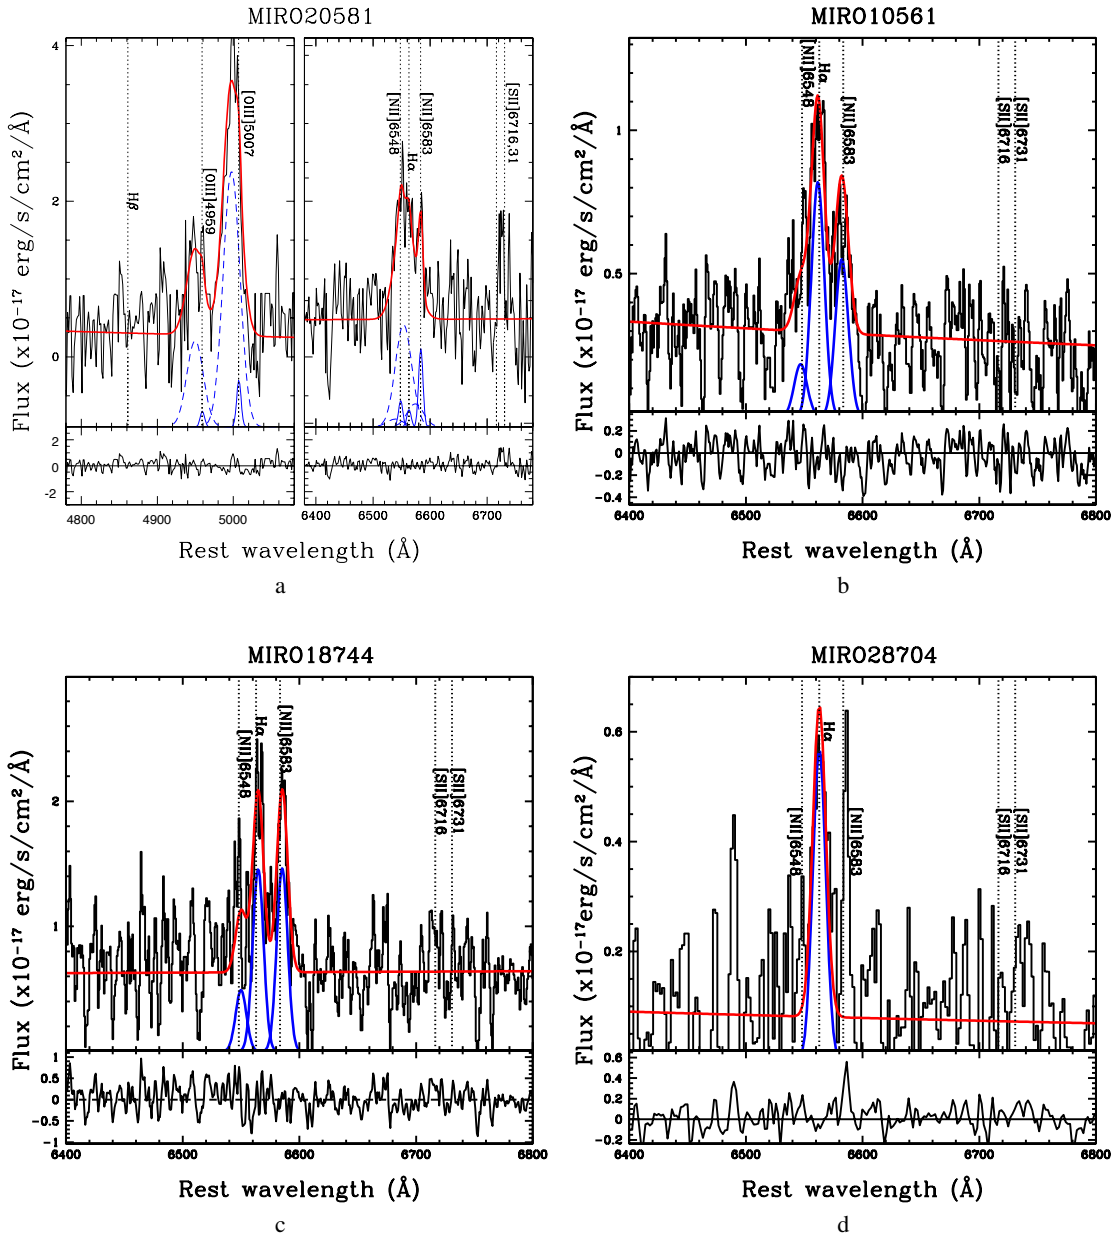 MIRO20581
Flux (x10⁻¹⁷ erg/s/cm²/Å)
4
2
0
Hβ
[OIII]4959
[OIII]5007
[NII]6548
Hα
[NII]6583
[SII]6716,31
2
0
−2
4800 4900 5000
6400 6500 6600 6700
Rest wavelength (Å)
a
MIRO10561
Flux (x10⁻¹⁷ erg/s/cm²/Å)
1
0.5
[NII]6548
Hα
[NII]6583
[SII]6716
[SII]6731
0.2
0
−0.2
−0.4
6400 6500 6600 6700 6800
Rest wavelength (Å)
b
MIRO18744
Flux (x10⁻¹⁷ erg/s/cm²/Å)
2
1
[NII]6548
Hα
[NII]6583
[SII]6716
[SII]6731
1
0.5
0
−0.5
−1
6400 6500 6600 6700 6800
Rest wavelength (Å)
c
MIRO28704
Flux (x10⁻¹⁷erg/s/cm²/Å)
0.6
0.4
0.2
[NII]6548
Hα
[NII]6583
[SII]6716
[SII]6731
0.6
0.4
0.2
0
−0.2
6400 6500 6600 6700 6800
Rest wavelength (Å)
d